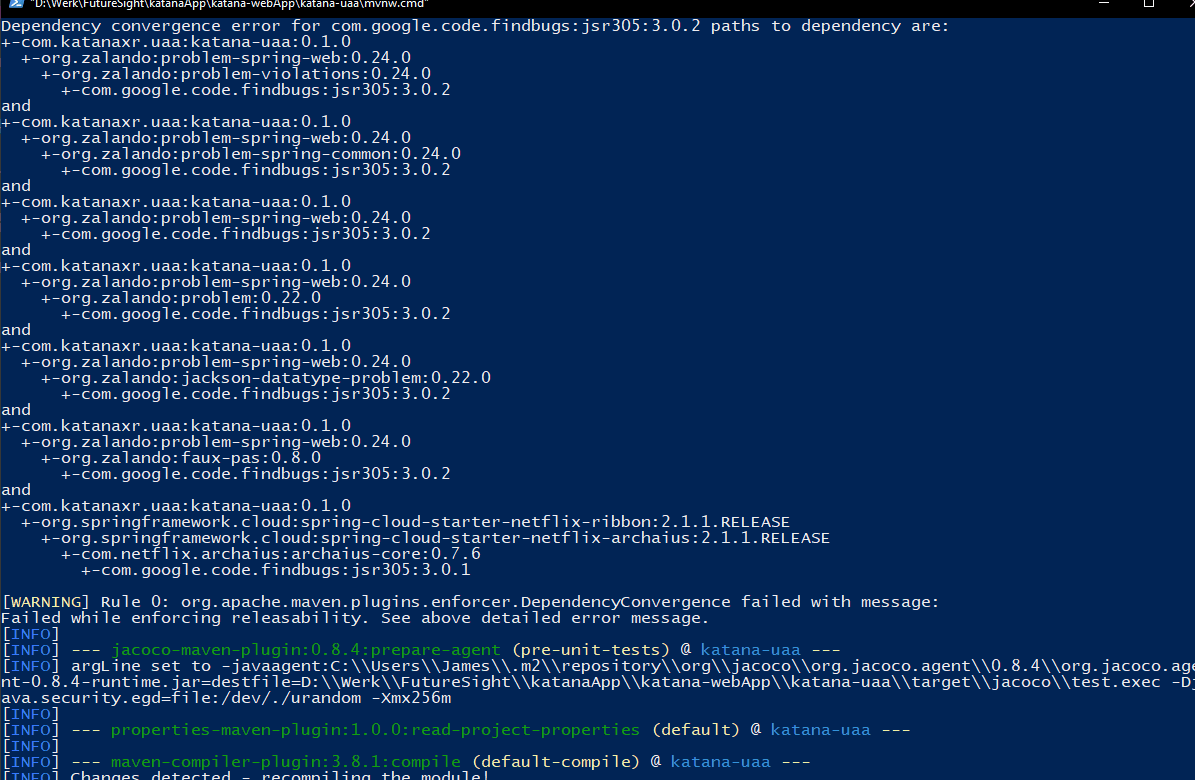 "D:\Werk\FutureSight\katanaApp\katana-webApp\katana-uaa\mvnw.cmd"
Dependency convergence error for com.google.code.findbugs:jsr305:3.0.2 paths to dependency are:
+-com.katanaxr.uaa:katana-uaa:0.1.0
  +-org.zalando:problem-spring-web:0.24.0
    +-org.zalando:problem-violations:0.24.0
      +-com.google.code.findbugs:jsr305:3.0.2
and
+-com.katanaxr.uaa:katana-uaa:0.1.0
  +-org.zalando:problem-spring-web:0.24.0
    +-org.zalando:problem-spring-common:0.24.0
      +-com.google.code.findbugs:jsr305:3.0.2
and
+-com.katanaxr.uaa:katana-uaa:0.1.0
  +-org.zalando:problem-spring-web:0.24.0
    +-com.google.code.findbugs:jsr305:3.0.2
and
+-com.katanaxr.uaa:katana-uaa:0.1.0
  +-org.zalando:problem-spring-web:0.24.0
    +-org.zalando:problem:0.22.0
      +-com.google.code.findbugs:jsr305:3.0.2
and
+-com.katanaxr.uaa:katana-uaa:0.1.0
  +-org.zalando:problem-spring-web:0.24.0
    +-org.zalando:jackson-datatype-problem:0.22.0
      +-com.google.code.findbugs:jsr305:3.0.2
and
+-com.katanaxr.uaa:katana-uaa:0.1.0
  +-org.zalando:problem-spring-web:0.24.0
    +-org.zalando:faux-pas:0.8.0
      +-com.google.code.findbugs:jsr305:3.0.2
and
+-com.katanaxr.uaa:katana-uaa:0.1.0
  +-org.springframework.cloud:spring-cloud-starter-netflix-ribbon:2.1.1.RELEASE
    +-org.springframework.cloud:spring-cloud-starter-netflix-archaius:2.1.1.RELEASE
      +-com.netflix.archaius:archaius-core:0.7.6
        +-com.google.code.findbugs:jsr305:3.0.1
[WARNING] Rule 0: org.apache.maven.plugins.enforcer.DependencyConvergence failed with message:
Failed while enforcing releasability. See above detailed error message.
[INFO]
[INFO] --- jacoco-maven-plugin:0.8.4:prepare-agent (pre-unit-tests) @ katana-uaa ---
[INFO] argLine set to -javaagent:C:\\Users\\James\\.m2\\repository\\org\\jacoco\\org.jacoco.agent\\0.8.4\\org.jacoco.age
nt-0.8.4-runtime.jar=destfile=D:\\Werk\\FutureSight\\katanaApp\\katana-webApp\\katana-uaa\\target\\jacoco\\test.exec -Dj
ava.security.egd=file:/dev/./urandom -Xmx256m
[INFO]
[INFO] --- properties-maven-plugin:1.0.0:read-project-properties (default) @ katana-uaa ---
[INFO]
[INFO] --- maven-compiler-plugin:3.8.1:compile (default-compile) @ katana-uaa ---
[INFO] Changes detected - recompiling the module!